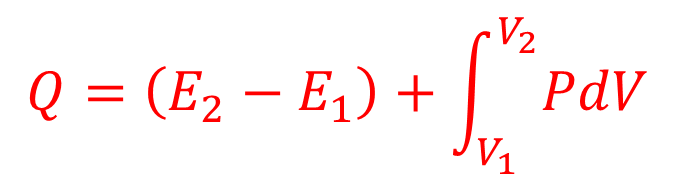 Q = (E₂ − E₁) + ∫_{V₁}^{V₂} PdV